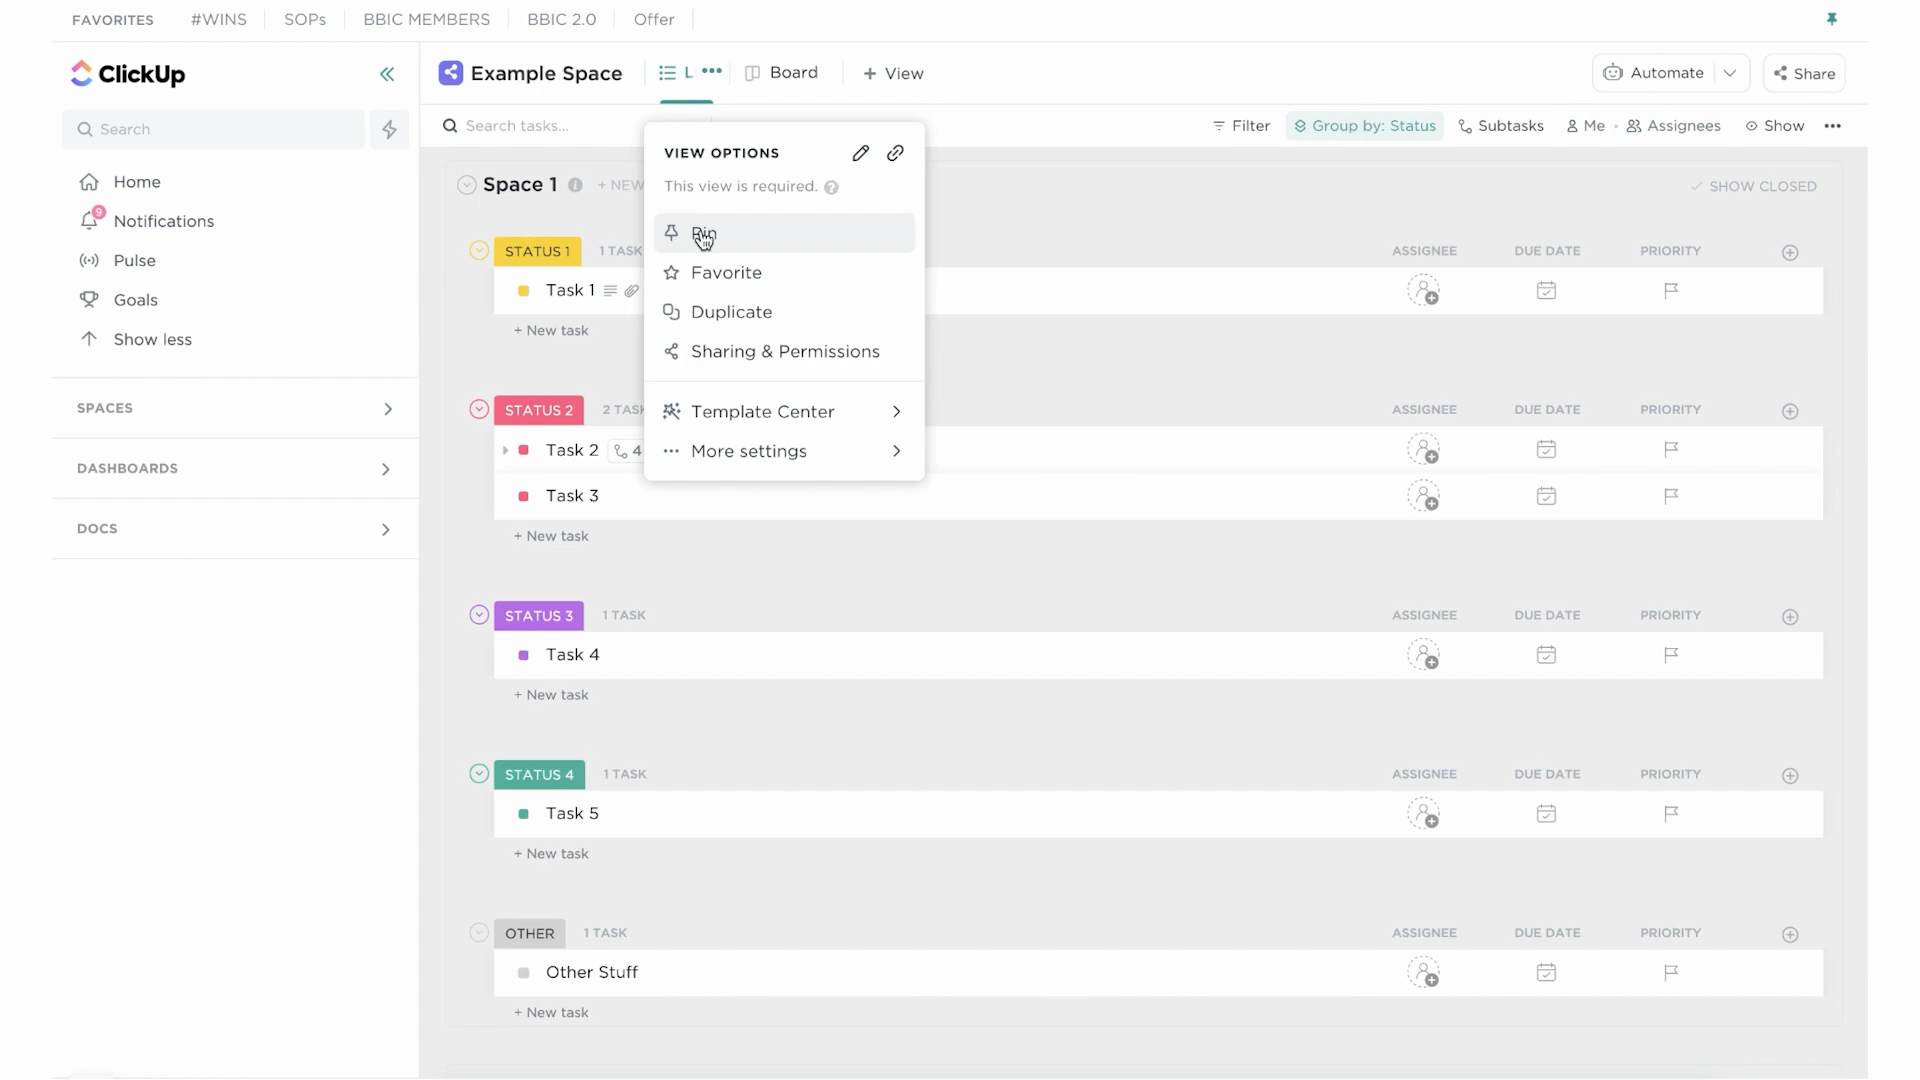 FAVORITES #WINS SOPs BBIC MEMBERS BBIC 2.0 Offer
ClickUp
Search
Home
9
Notifications
Pulse
Goals
Show less
SPACES
DASHBOARDS
DOCS
Example Space L ••• Board + View Automate Share
Search tasks... Filter Group by: Status Subtasks Me • Assignees Show •••
VIEW OPTIONS
This view is required. ?
Pin
Favorite
Duplicate
Sharing & Permissions
Template Center
More settings
Space 1 + NEW SHOW CLOSED
STATUS 1 1 TASK ASSIGNEE DUE DATE PRIORITY
Task 1
+ New task
STATUS 2 2 TASK ASSIGNEE DUE DATE PRIORITY
Task 2 4
Task 3
+ New task
STATUS 3 1 TASK ASSIGNEE DUE DATE PRIORITY
Task 4
+ New task
STATUS 4 1 TASK ASSIGNEE DUE DATE PRIORITY
Task 5
+ New task
OTHER 1 TASK ASSIGNEE DUE DATE PRIORITY
Other Stuff
+ New task